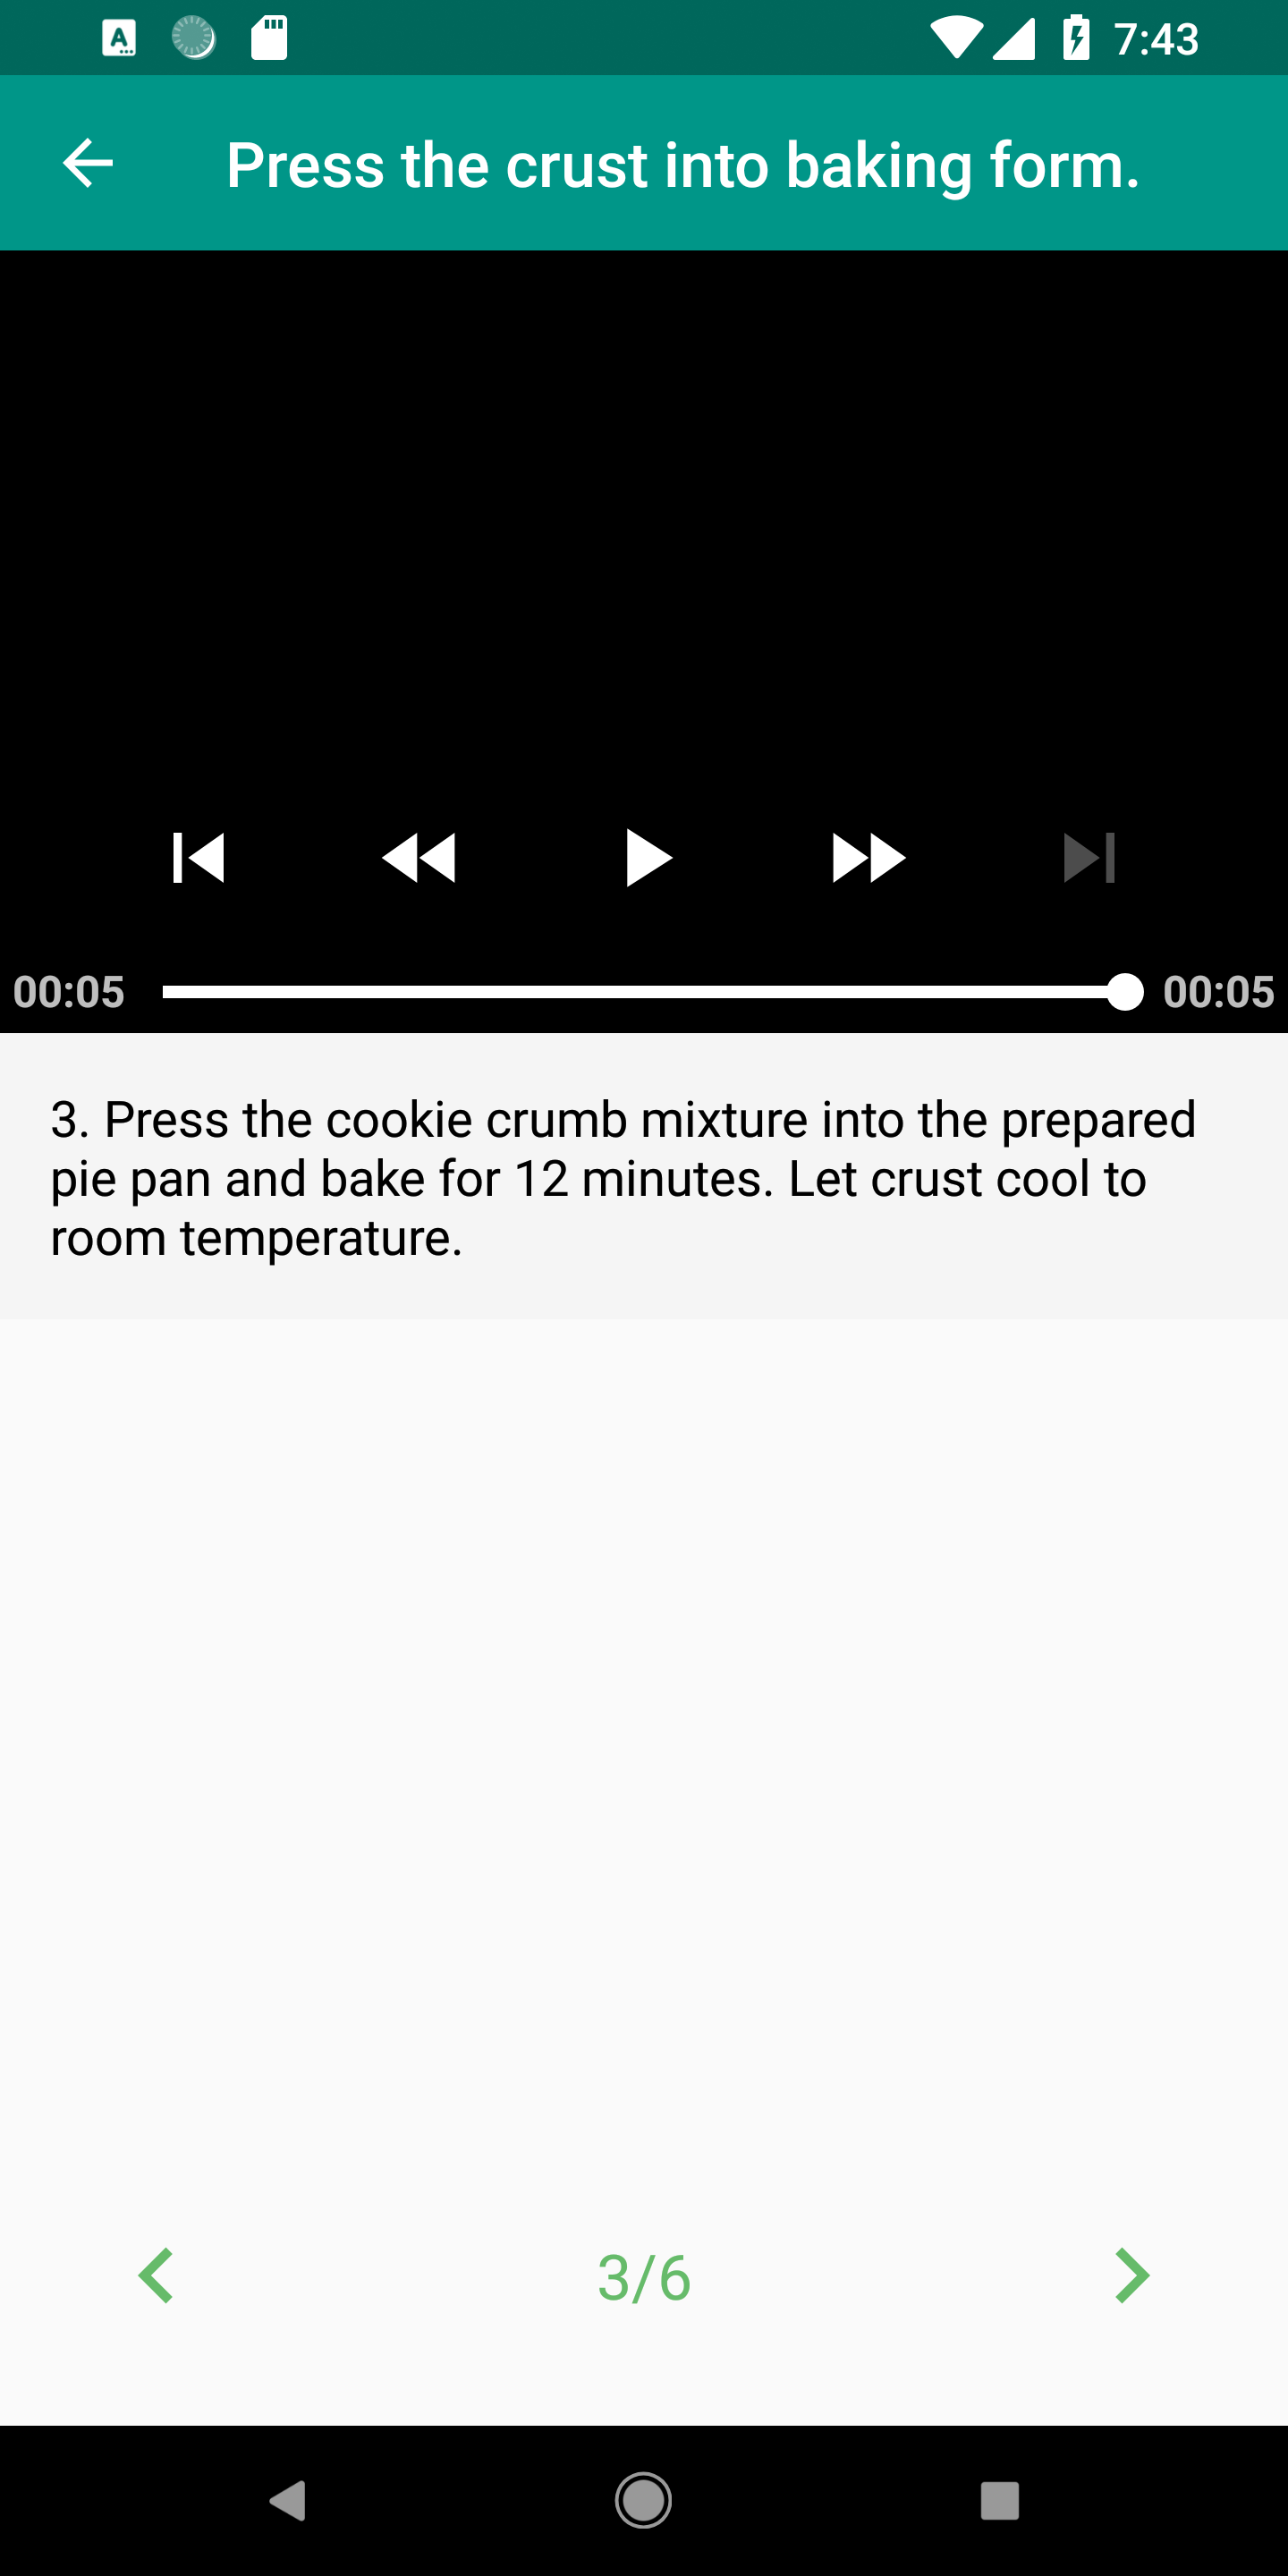 7:43
Press the crust into baking form.
00:05
00:05
3. Press the cookie crumb mixture into the prepared
pie pan and bake for 12 minutes. Let crust cool to
room temperature.
3/6